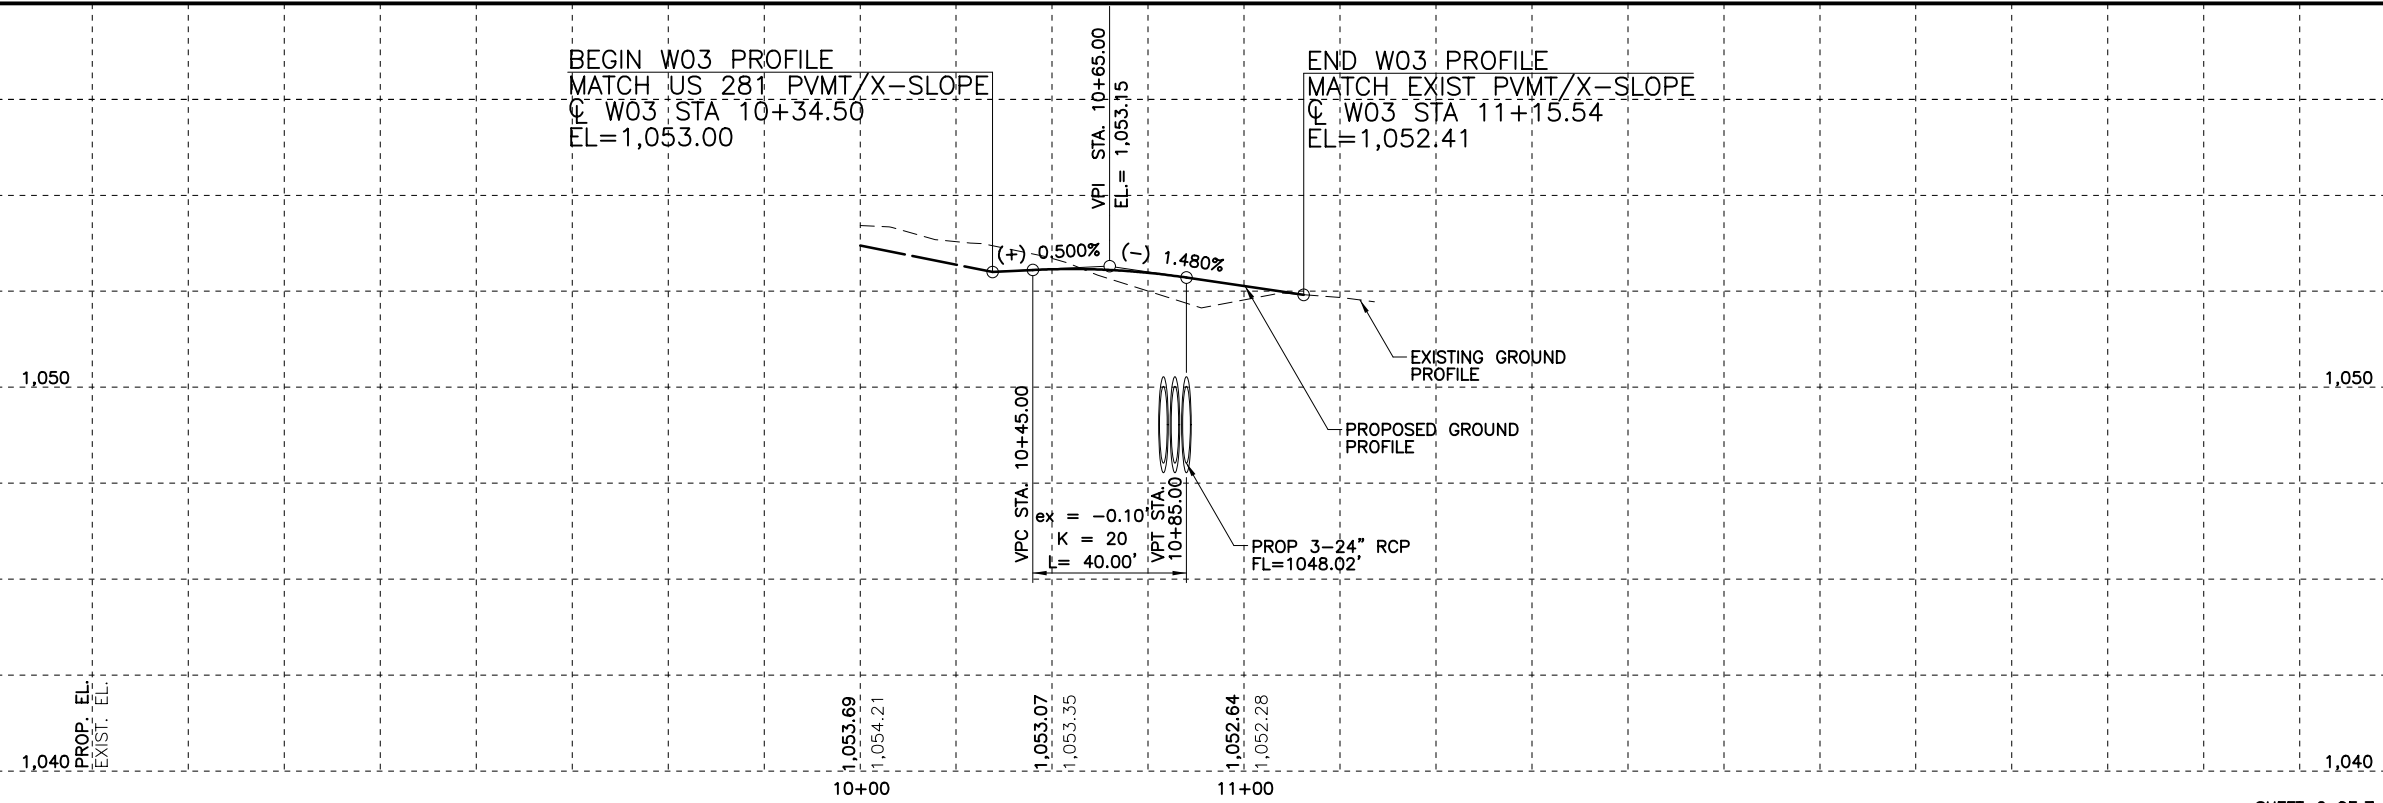 BEGIN W03 PROFILE
MATCH US 281 PVMT/X-SLOPE
℄ W03 STA 10+34.50
EL=1,053.00
VPI STA. 10+65.00
EL.= 1,053.15
END W03 PROFILE
MATCH EXIST PVMT/X-SLOPE
℄ W03 STA 11+15.54
EL=1,052.41
(+) 0.500%
(-) 1.480%
EXISTING GROUND
PROFILE
1,050
1,050
PROPOSED GROUND
PROFILE
VPC STA. 10+45.00
ex = -0.10'
K = 20
L= 40.00'
VPT STA.
10+85.00
PROP 3-24" RCP
FL=1048.02'
PROP. EL.
EXIST. EL.
1,053.69
1,054.21
1,053.07
1,053.35
1,052.64
1,052.28
1,040
1,040
10+00
11+00